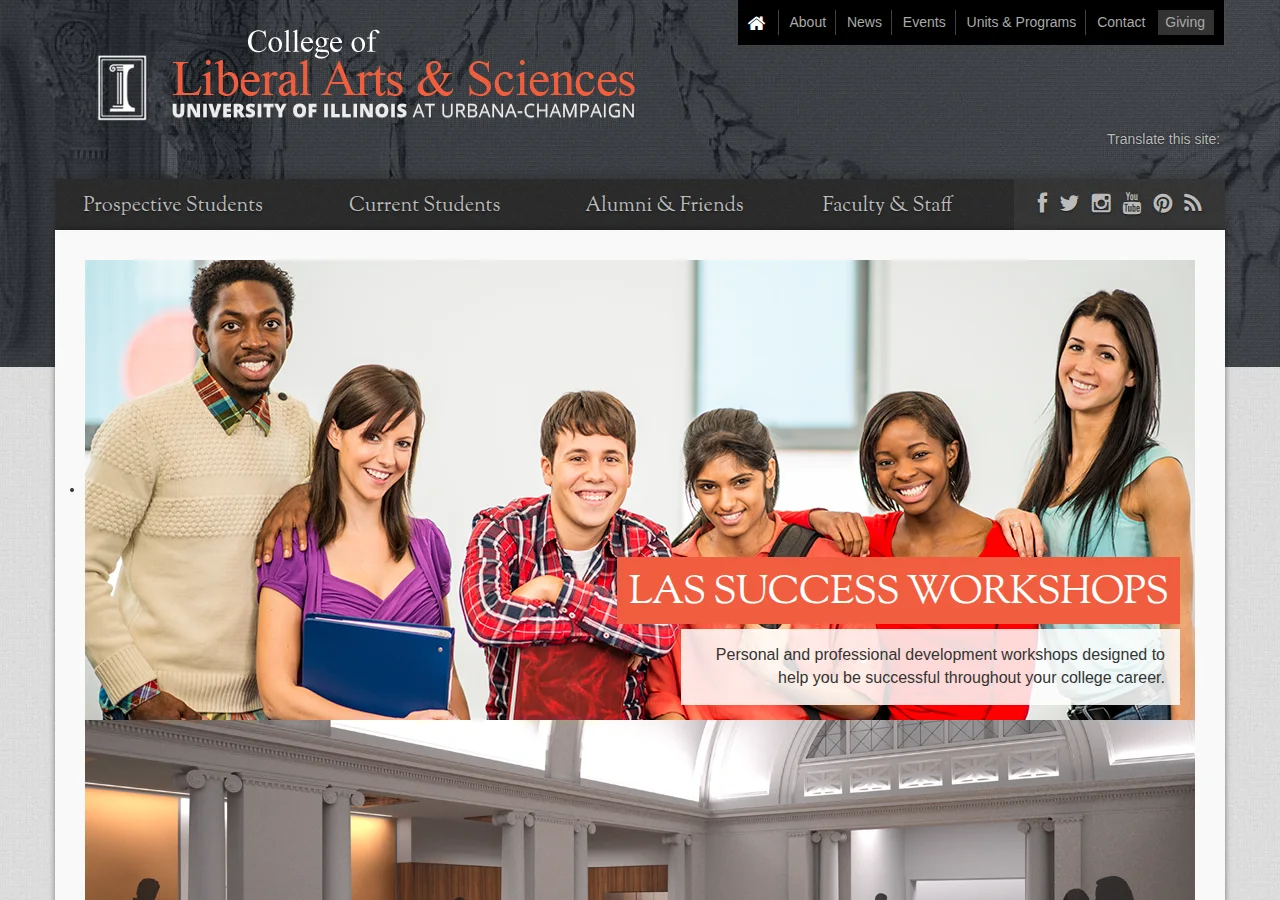 About News Events Units & Programs Contact Giving
College of
Liberal Arts & Sciences
UNIVERSITY OF ILLINOIS AT URBANA-CHAMPAIGN
Translate this site:
Prospective Students Current Students Alumni & Friends Faculty & Staff
You
Tube
LAS SUCCESS WORKSHOPS
Personal and professional development workshops designed to
help you be successful throughout your college career.